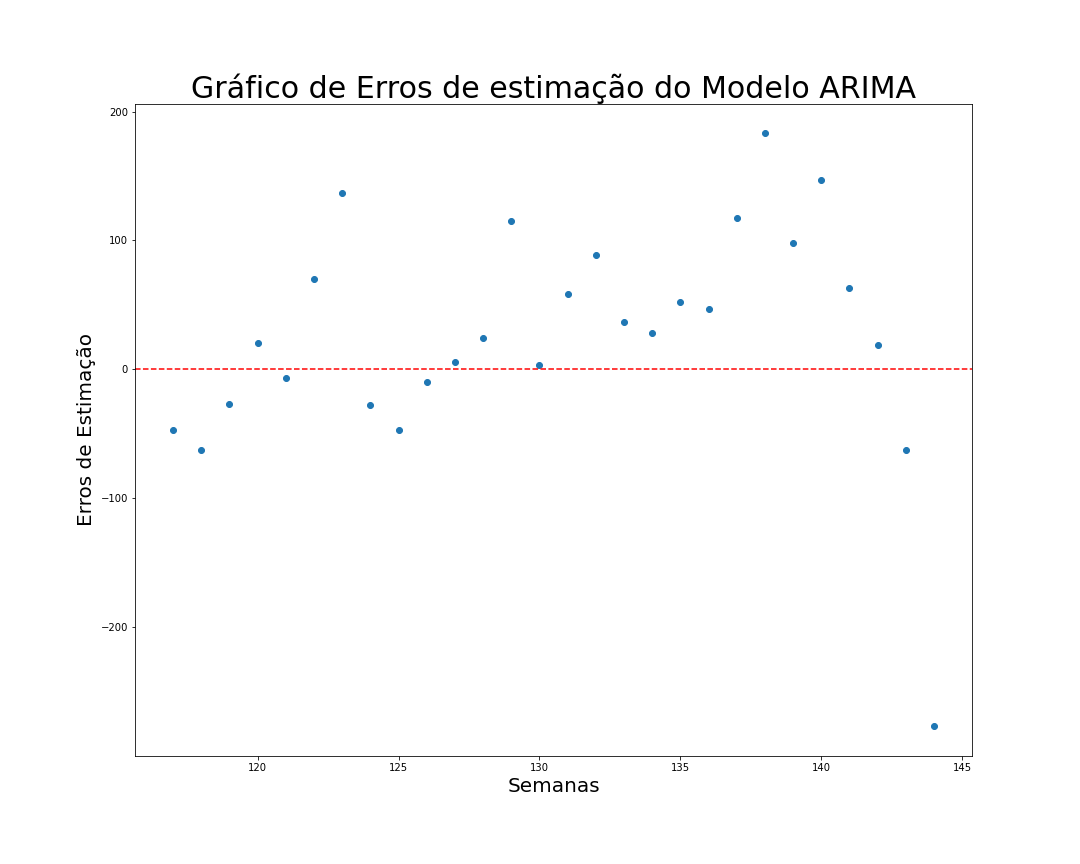 Gráfico de Erros de estimação do Modelo ARIMA
Erros de Estimação
200
100
0
−100
−200
120 125 130 135 140 145
Semanas